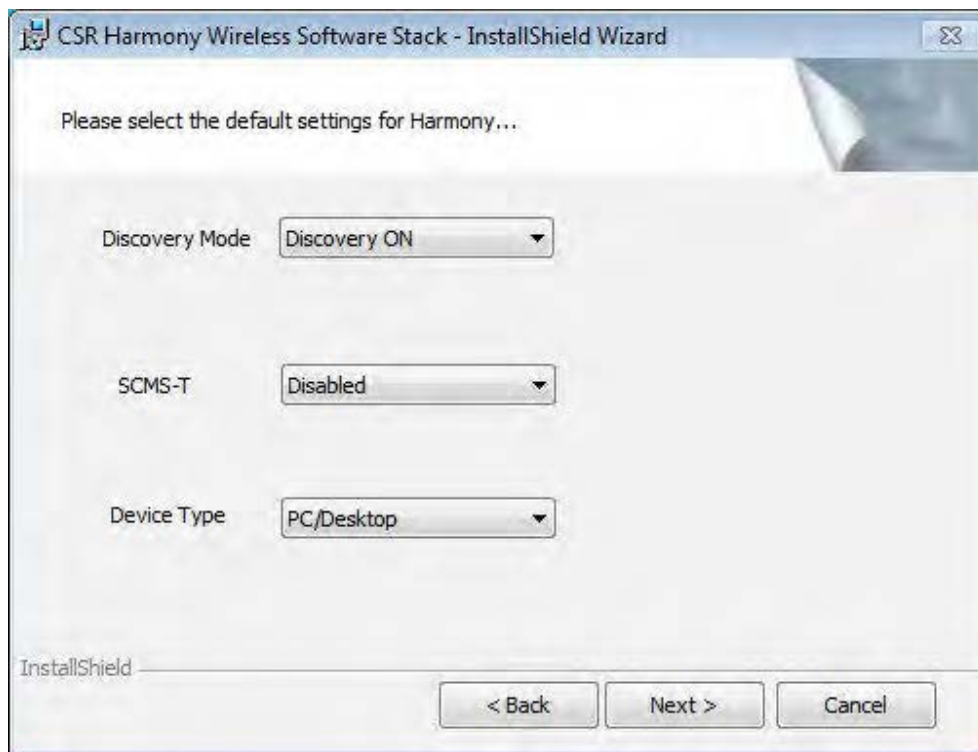 CSR Harmony Wireless Software Stack - InstallShield Wizard
Please select the default settings for Harmony...
Discovery Mode Discovery ON
SCMS-T Disabled
Device Type PC/Desktop
InstallShield
< Back Next > Cancel